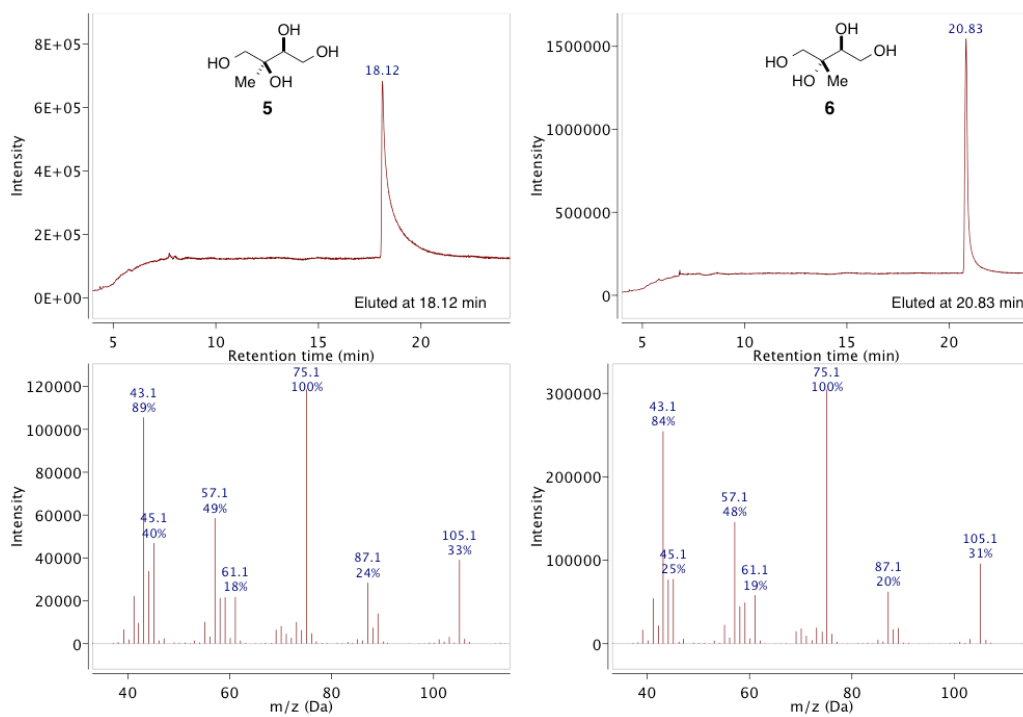 8E+05
6E+05
4E+05
2E+05
0E+00
Intensity
OH
HO
OH
Me
OH
5
18.12
Eluted at 18.12 min
5
10
15
20
Retention time (min)
1500000
1000000
500000
0
Intensity
OH
HO
OH
HO
Me
6
20.83
Eluted at 20.83 min
5
10
15
20
Retention time (min)
120000
100000
80000
60000
40000
20000
0
Intensity
43.1
89%
45.1
40%
57.1
49%
61.1
18%
75.1
100%
87.1
24%
105.1
33%
40
60
80
100
m/z (Da)
300000
200000
100000
0
Intensity
43.1
84%
45.1
25%
57.1
48%
61.1
19%
75.1
100%
87.1
20%
105.1
31%
40
60
80
100
m/z (Da)